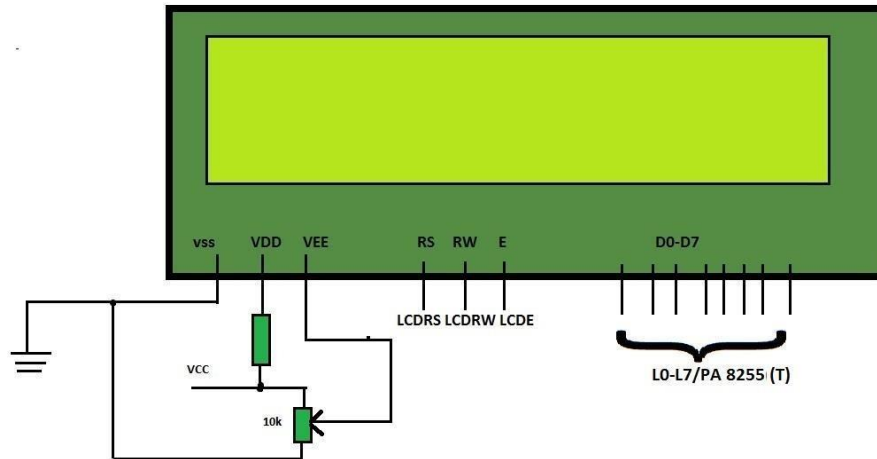 vss VDD VEE RS RW E D0-D7
LCDRS LCDRW LCDE
VCC
L0-L7/PA 8255 (T)
10k